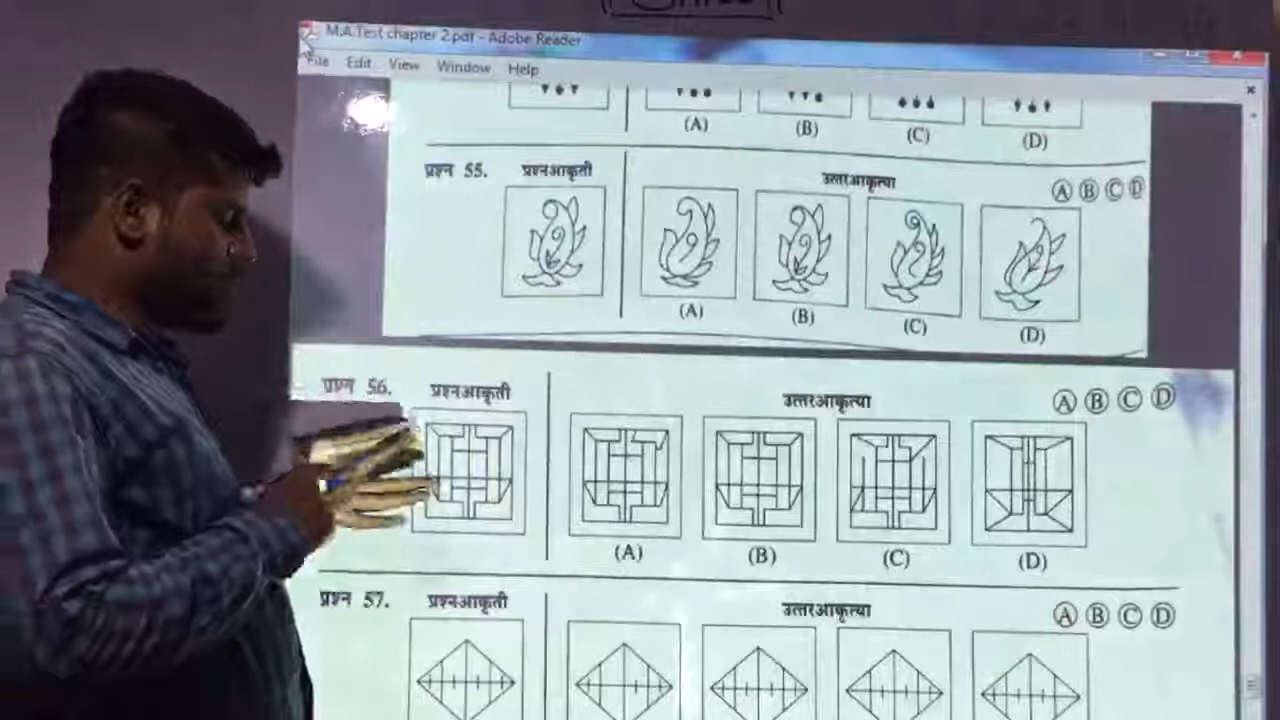 M.A.Test chapter 2.pdf - Adobe Reader
File Edit View Window Help
(A) (B) (C) (D)
प्रश्न 55. प्रश्नआकृती उत्तरआकृत्या A B C D
(A) (B) (C) (D)
प्रश्न 56. प्रश्नआकृती उत्तरआकृत्या A B C D
(A) (B) (C) (D)
प्रश्न 57. प्रश्नआकृती उत्तरआकृत्या A B C D